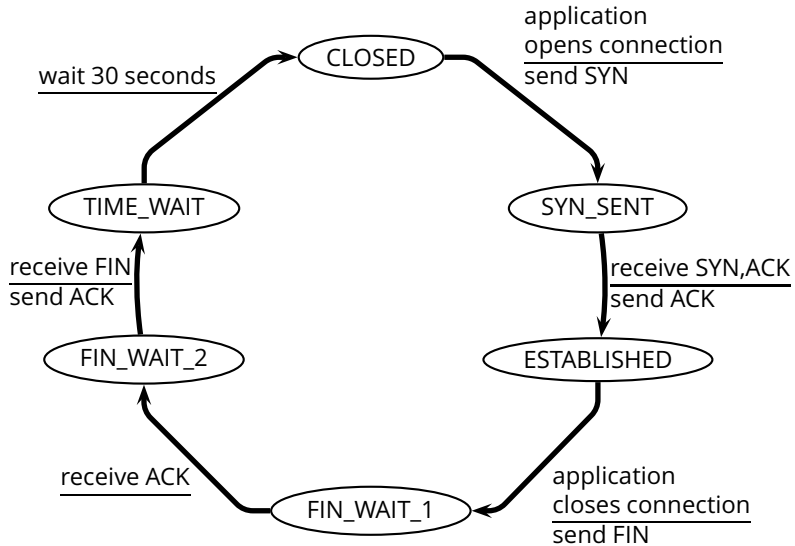 application
opens connection
send SYN
CLOSED
wait 30 seconds
TIME_WAIT
SYN_SENT
receive FIN
send ACK
receive SYN,ACK
send ACK
FIN_WAIT_2
ESTABLISHED
receive ACK
FIN_WAIT_1
application
closes connection
send FIN